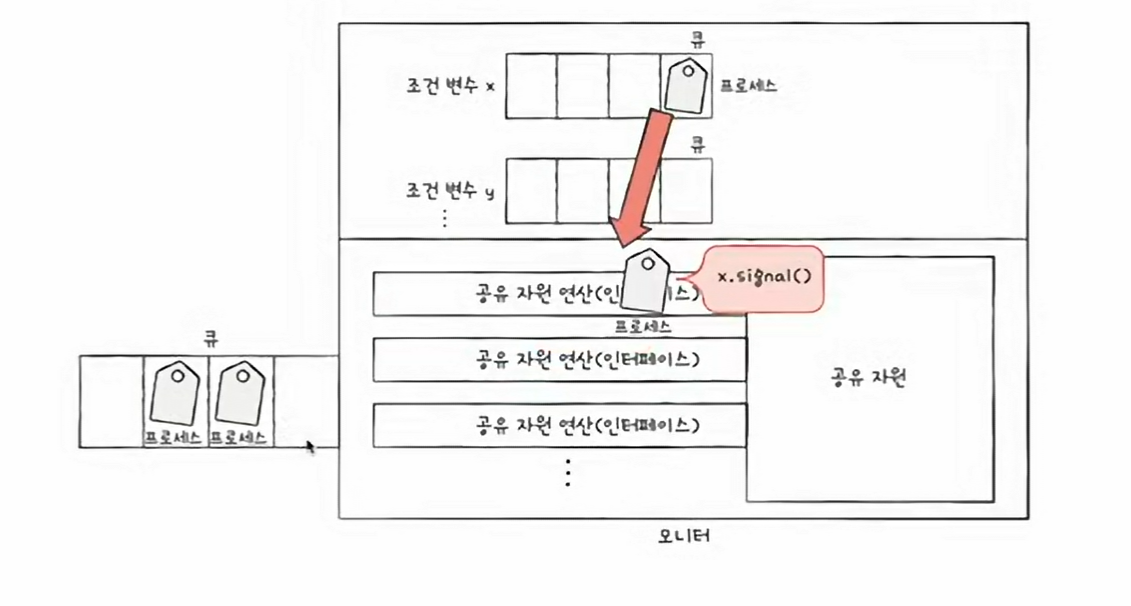 큐
조건 변수 x
프로세스
큐
조건 변수 y
x.signal()
공유 자원 연산(인 이스)
프로세스
공유 자원 연산(인터페이스)
공유 자원 연산(인터페이스)
공유 자원
큐
프로세스 프로세스
모니터